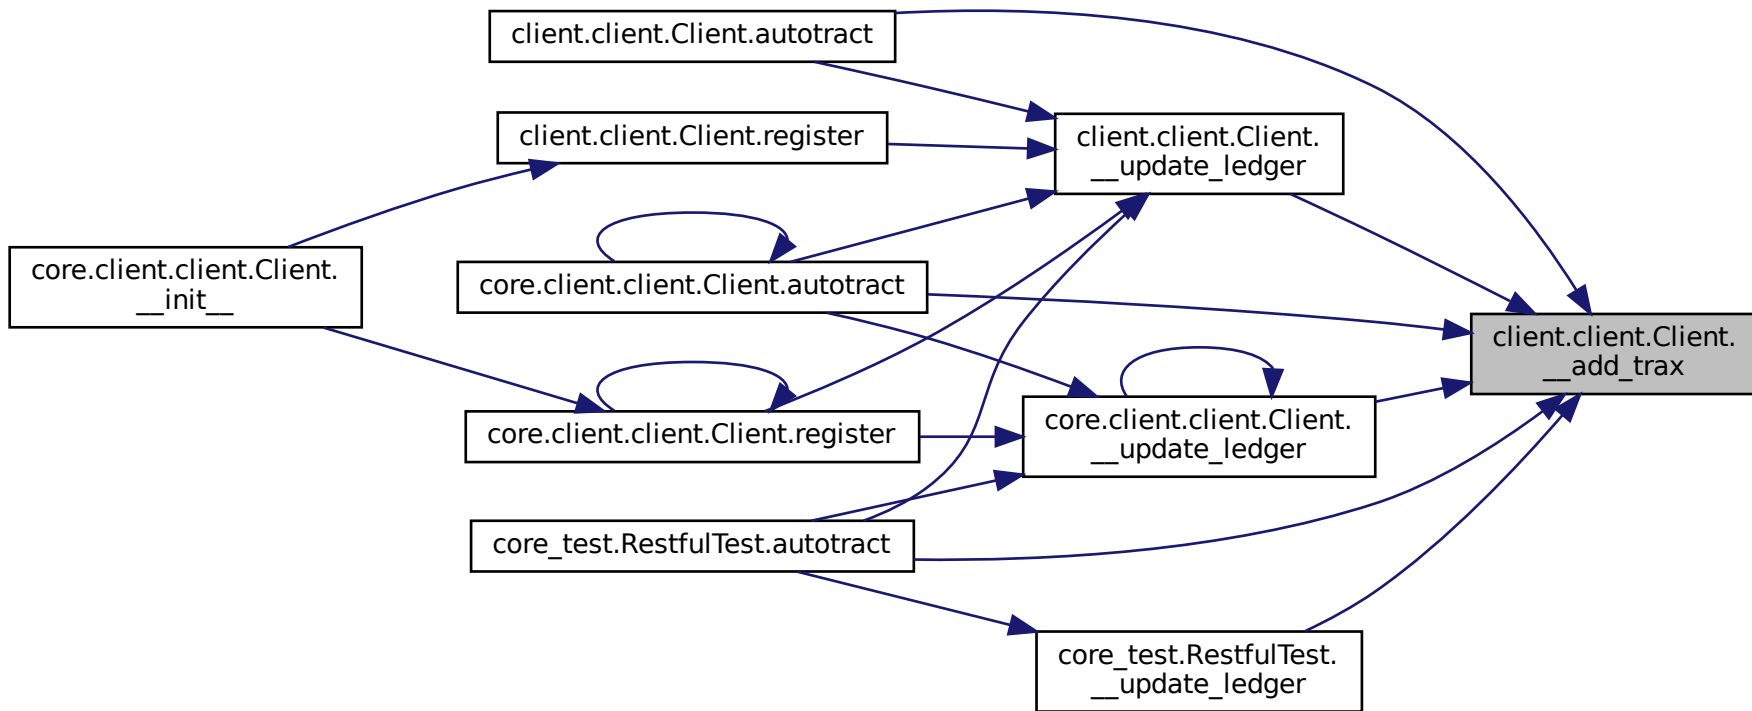 client.client.Client.autotract
client.client.Client.register
client.client.Client.
__update_ledger
core.client.client.Client.
__init__
core.client.client.Client.autotract
client.client.Client.
__add_trax
core.client.client.Client.register
core.client.client.Client.
__update_ledger
core_test.RestfulTest.autotract
core_test.RestfulTest.
__update_ledger